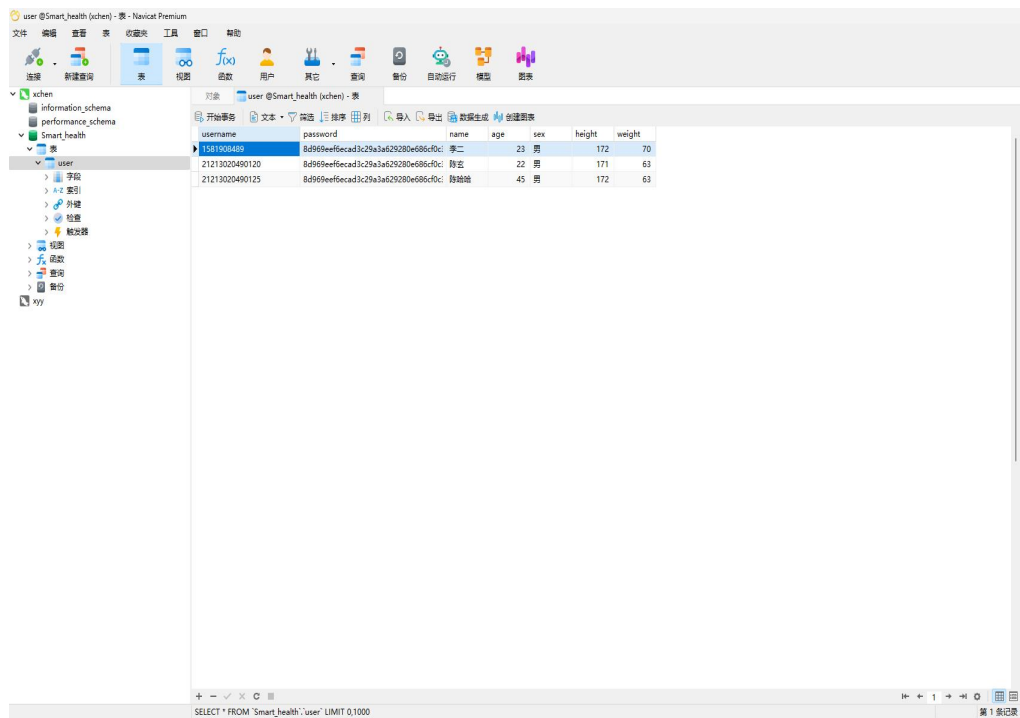 user @Smart_health (xchen) - 表 - Navicat Premium
文件 编辑 查看 表 收藏夹 工具 窗口 帮助
连接 新建查询 表 视图 函数 用户 其它 查询 备份 自动运行 模型 图表
xchen
information_schema
performance_schema
Smart_health
表
user
字段
A-Z 索引
外键
检查
触发器
视图
函数
查询
备份
xyy
对象 user @Smart_health (xchen) - 表
开始事务 文本 筛选 排序 列 导入 导出 数据生成 创建图表
username password name age sex height weight
1581908489 8d969eef6ecad3c29a3a629280e686cf0c: 李二 23 男 172 70
21213020490120 8d969eef6ecad3c29a3a629280e686cf0c: 陈玄 22 男 171 63
21213020490125 8d969eef6ecad3c29a3a629280e686cf0c: 陈哈哈 45 男 172 63
1
SELECT * FROM `Smart_health`.`user` LIMIT 0,1000 第 1 条记录